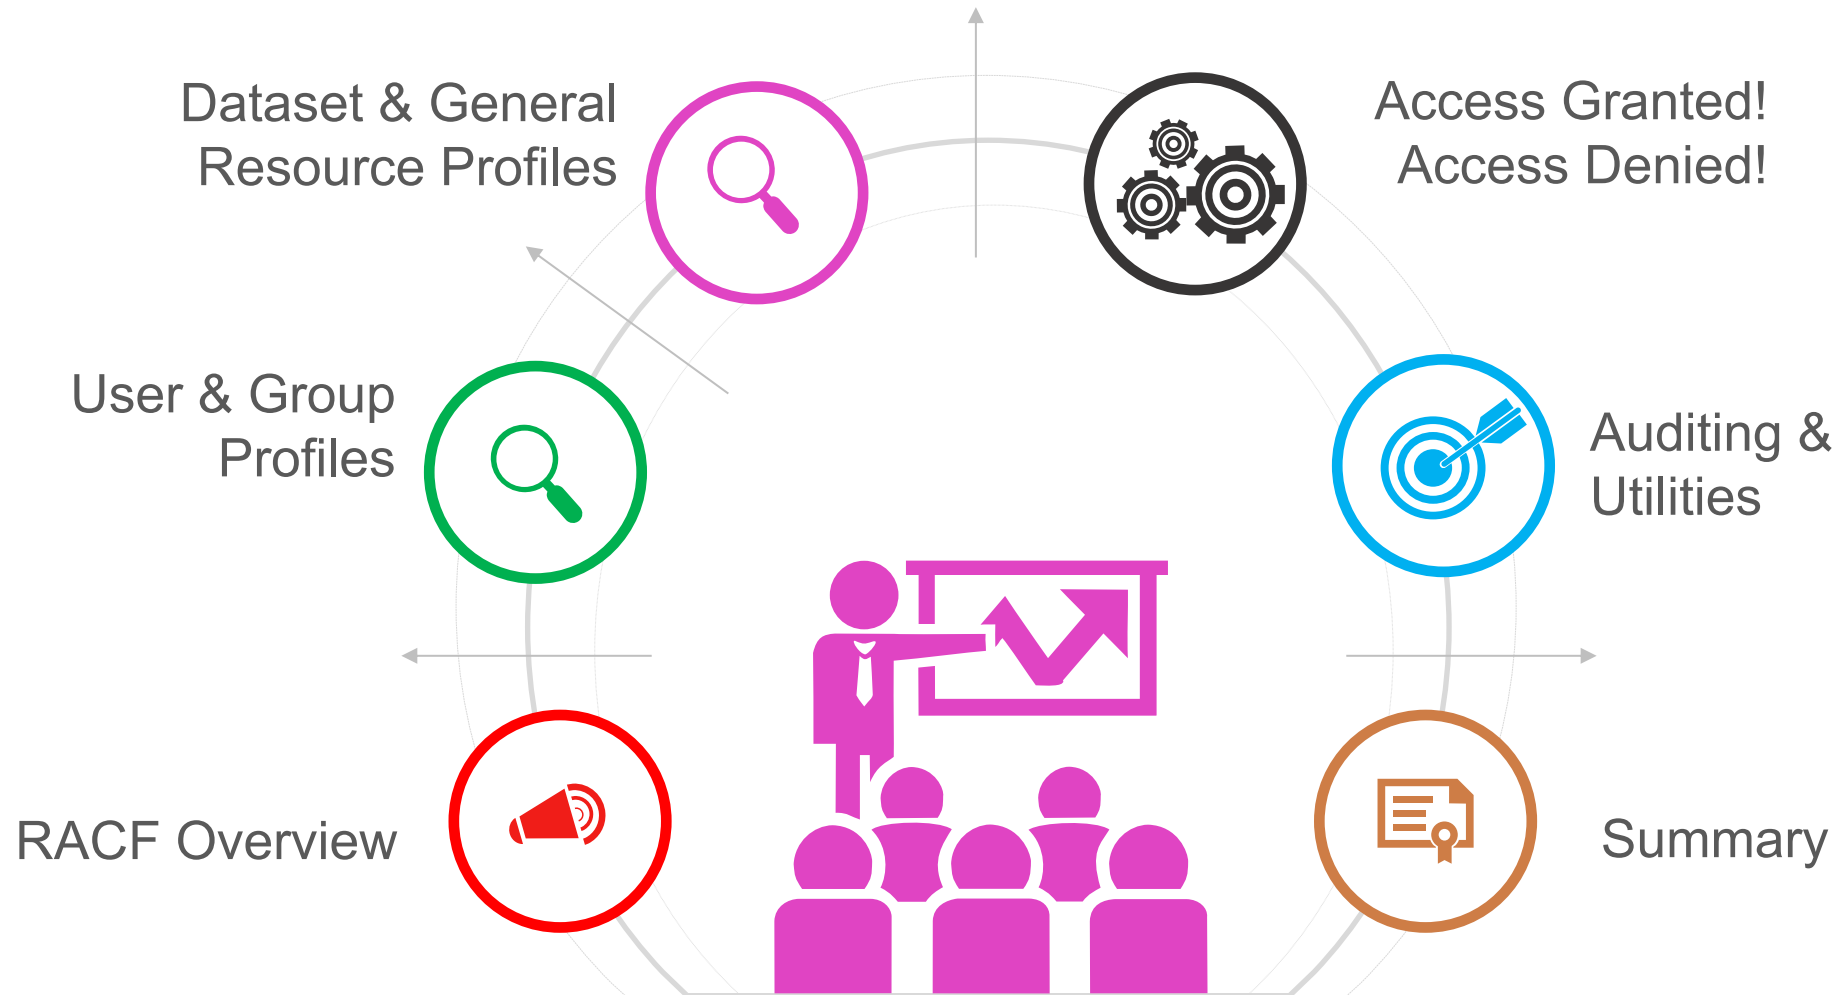 Dataset & General
Resource Profiles
Access Granted!
Access Denied!
User & Group
Profiles
Auditing &
Utilities
RACF Overview
Summary